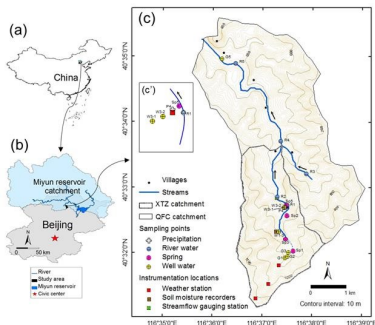 (a)
China
(b)
Miyun reservoir
catchment
Beijing
N
0 50 km
River
Study area
Miyun reservoir
Civic center
(c)
(c')
Villages
Streams
XTZ catchment
QFC catchment
Sampling points
Precipitation
River water
Spring
Well water
Instrumentation locations
Weather station
Soil moisture recorders
Streamflow gauging station
N
0 1 km
Contoru interval: 10 m
40°35'0"N
40°34'0"N
40°33'0"N
40°32'0"N
116°35'0"E 116°36'0"E 116°37'0"E 116°38'0"E 116°39'0"E